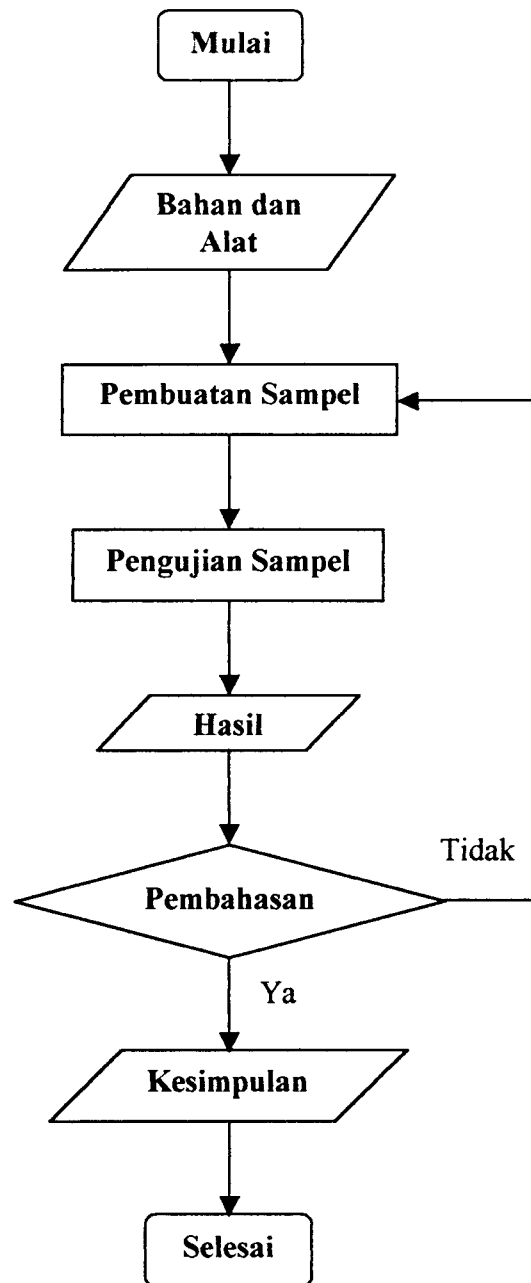 Mulai
Bahan dan
Alat
Pembuatan Sampel
Pengujian Sampel
Hasil
Tidak
Pembahasan
Ya
Kesimpulan
Selesai